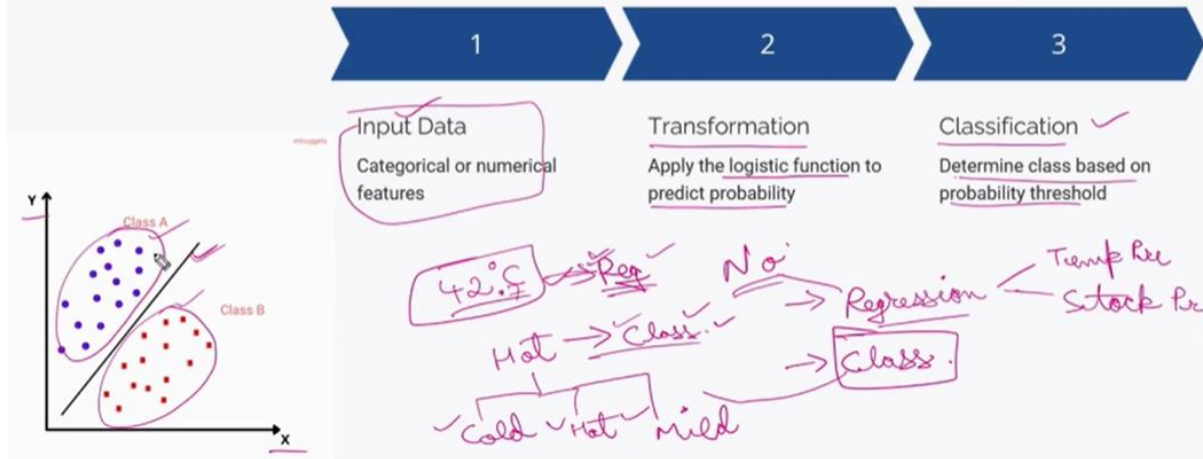 1
2
3
Input Data
Categorical or numerical
features
Transformation
Apply the logistic function to
predict probability
Classification
Determine class based on
probability threshold
Y
Class A
Class B
X
42°C
Reg
No
Regression
Temp Pre
Stock Pr
Hot
Class.
Class.
Cold
Hot
Mild